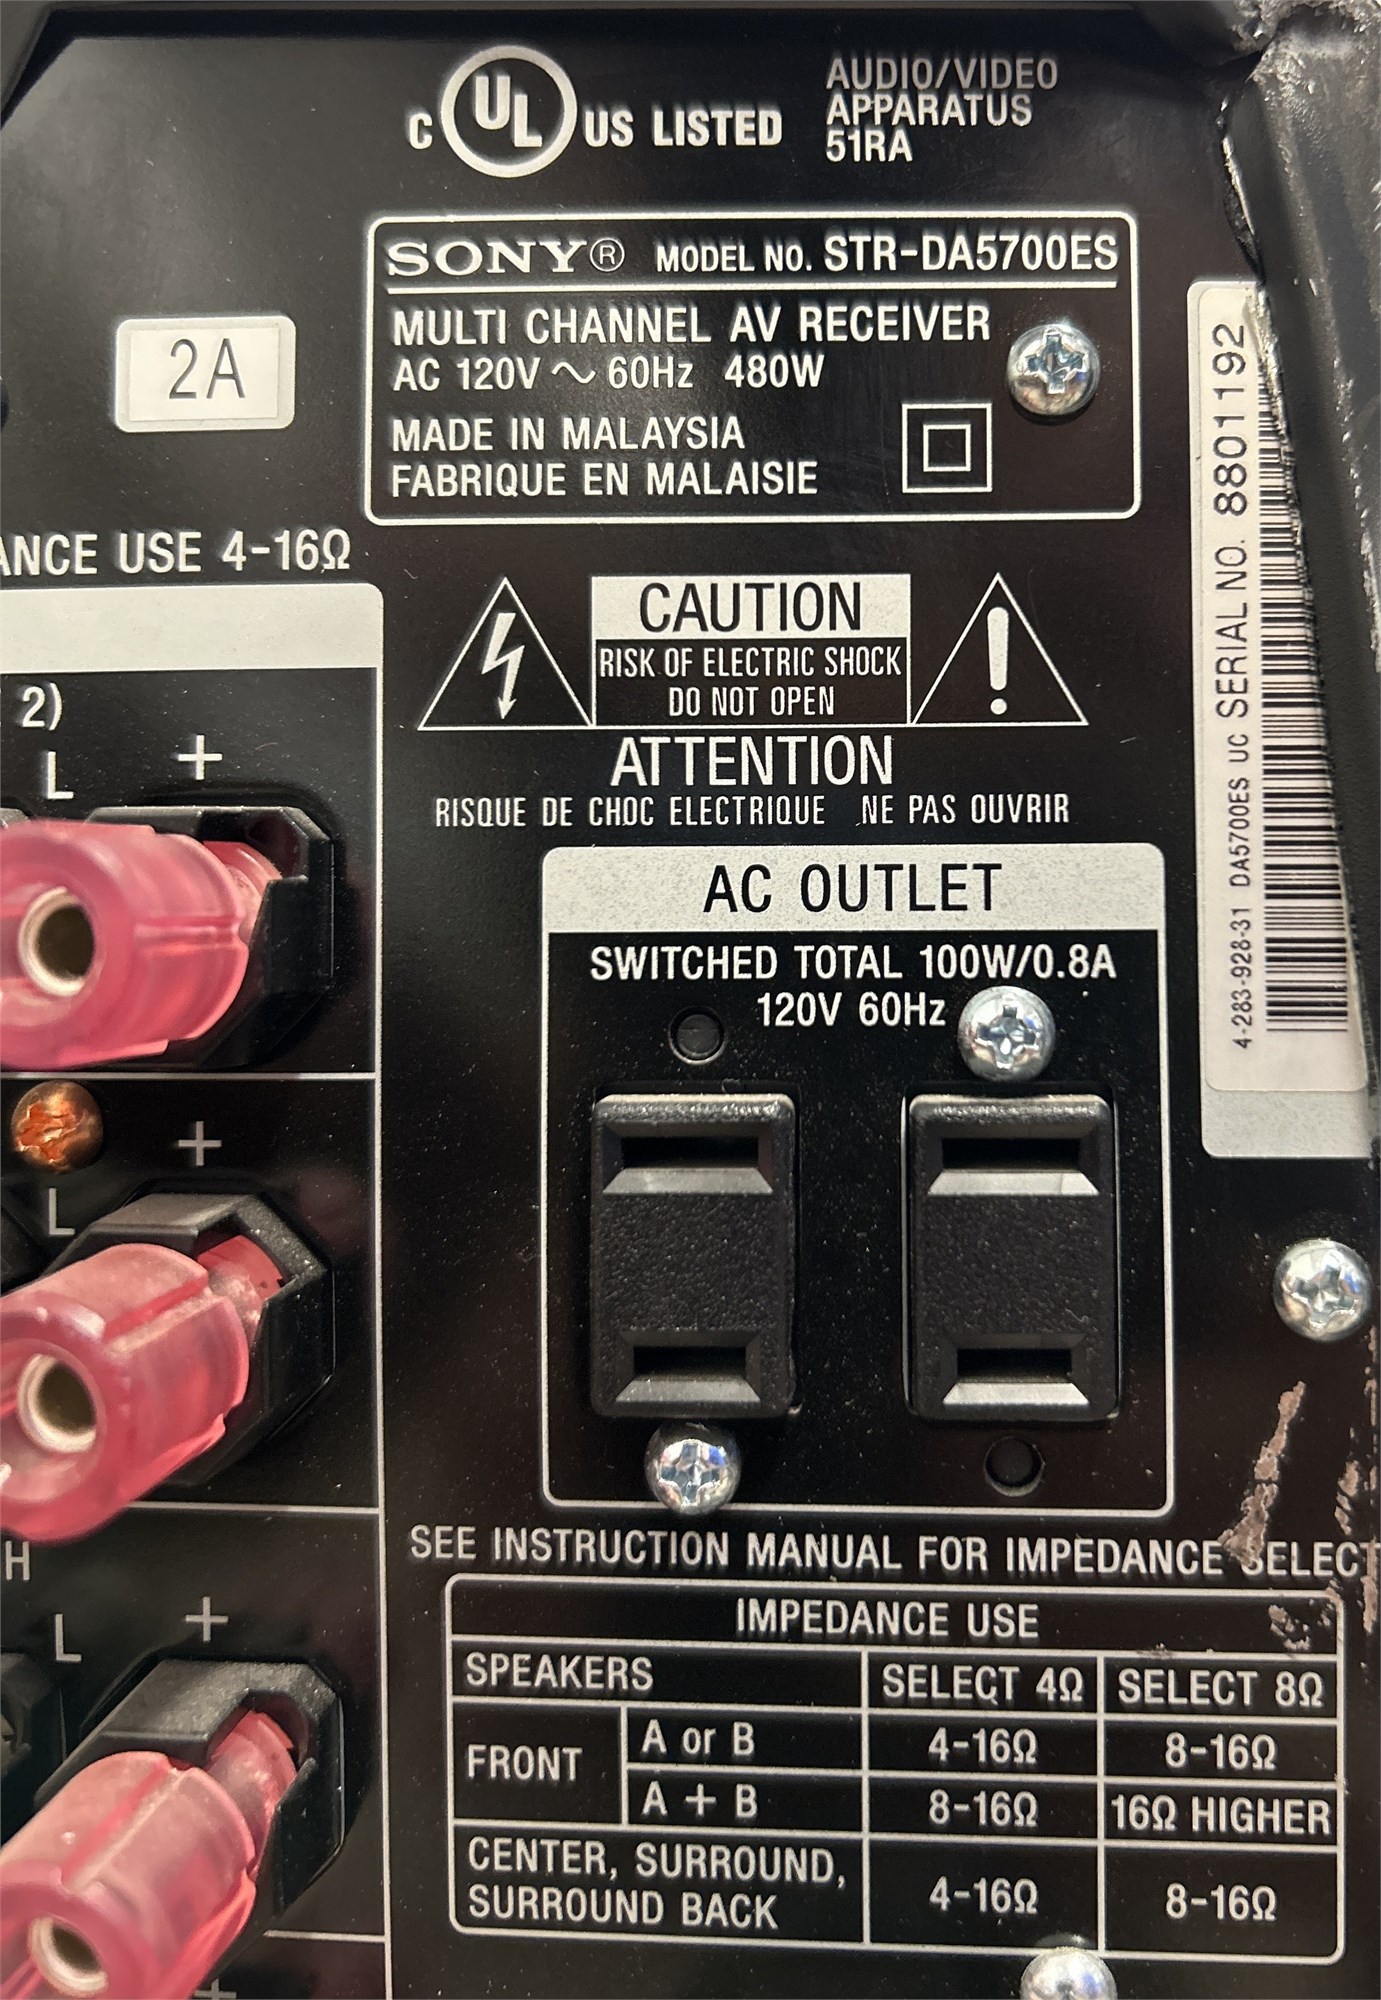 C UL US LISTED
AUDIO/VIDEO
APPARATUS
51RA
SONY® MODEL NO. STR-DA5700ES
MULTI CHANNEL AV RECEIVER
AC 120V ~ 60Hz 480W
MADE IN MALAYSIA
FABRIQUE EN MALAISIE
2A
4-283-928-31 DA5700ES UC SERIAL NO. 8801192
USE 4-16Ω
2)
L +
CAUTION
RISK OF ELECTRIC SHOCK
DO NOT OPEN
ATTENTION
RISQUE DE CHOC ELECTRIQUE NE PAS OUVRIR
AC OUTLET
SWITCHED TOTAL 100W/0.8A
120V 60Hz
+
L
H
L +
+
SEE INSTRUCTION MANUAL FOR IMPEDANCE SELECT
IMPEDANCE USE
SPEAKERS SELECT 4Ω SELECT 8Ω
FRONT
A or B 4-16Ω 8-16Ω
A + B 8-16Ω 16Ω HIGHER
CENTER, SURROUND,
SURROUND BACK 4-16Ω 8-16Ω